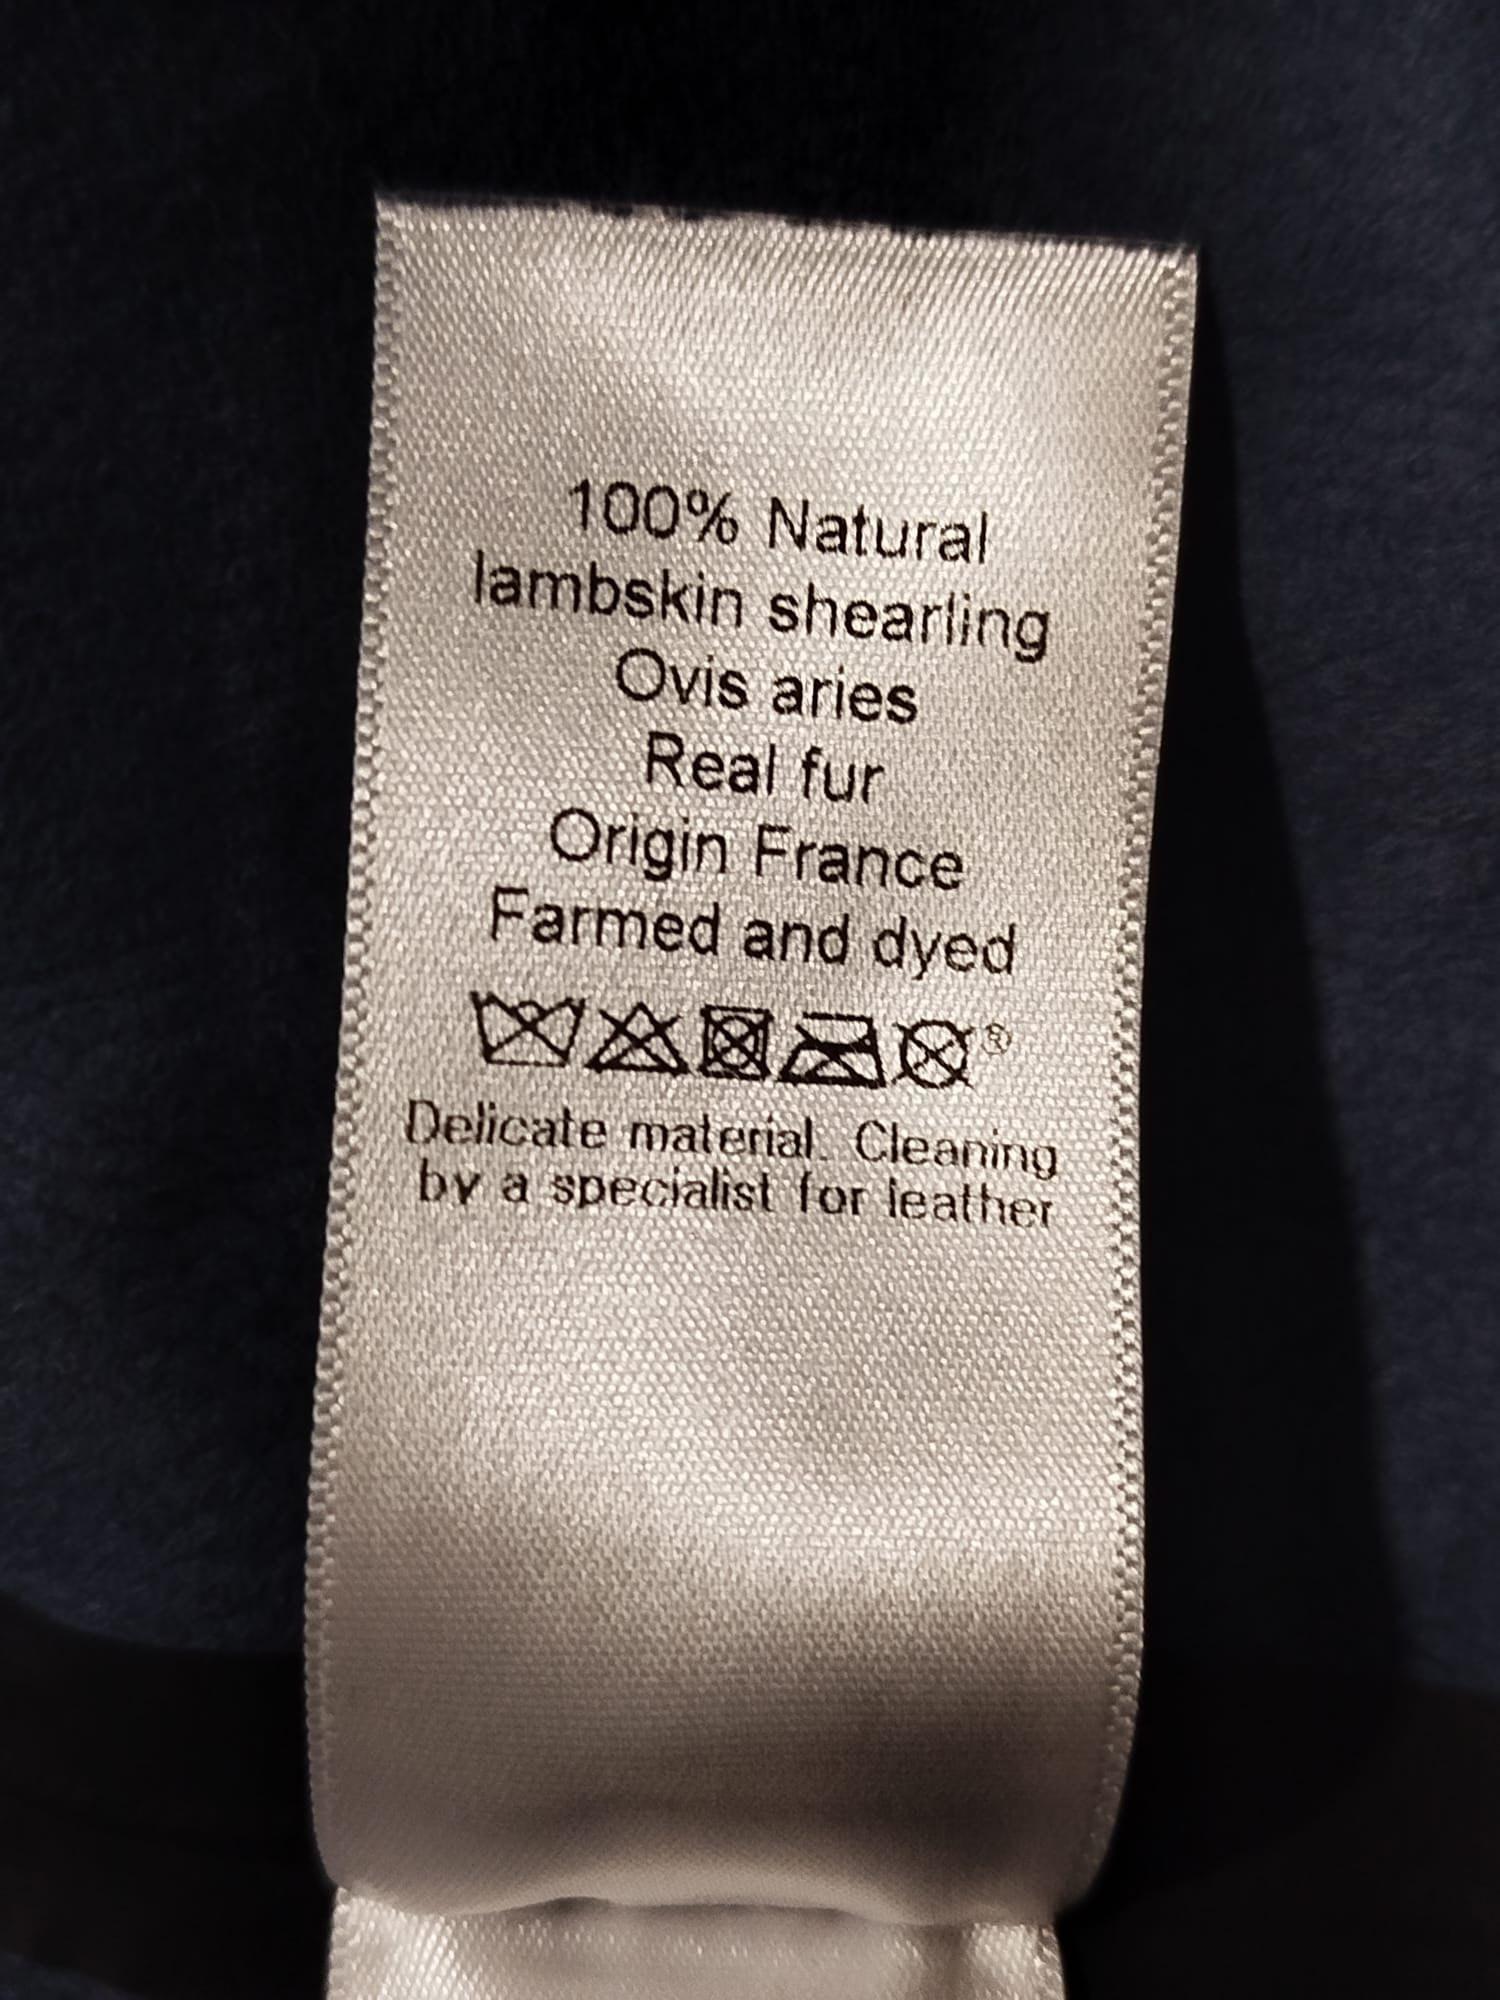 100% Natural
lambskin shearling
Ovis aries
Real fur
Origin France
Farmed and dyed
®
Delicate material. Cleaning
by a specialist for leather